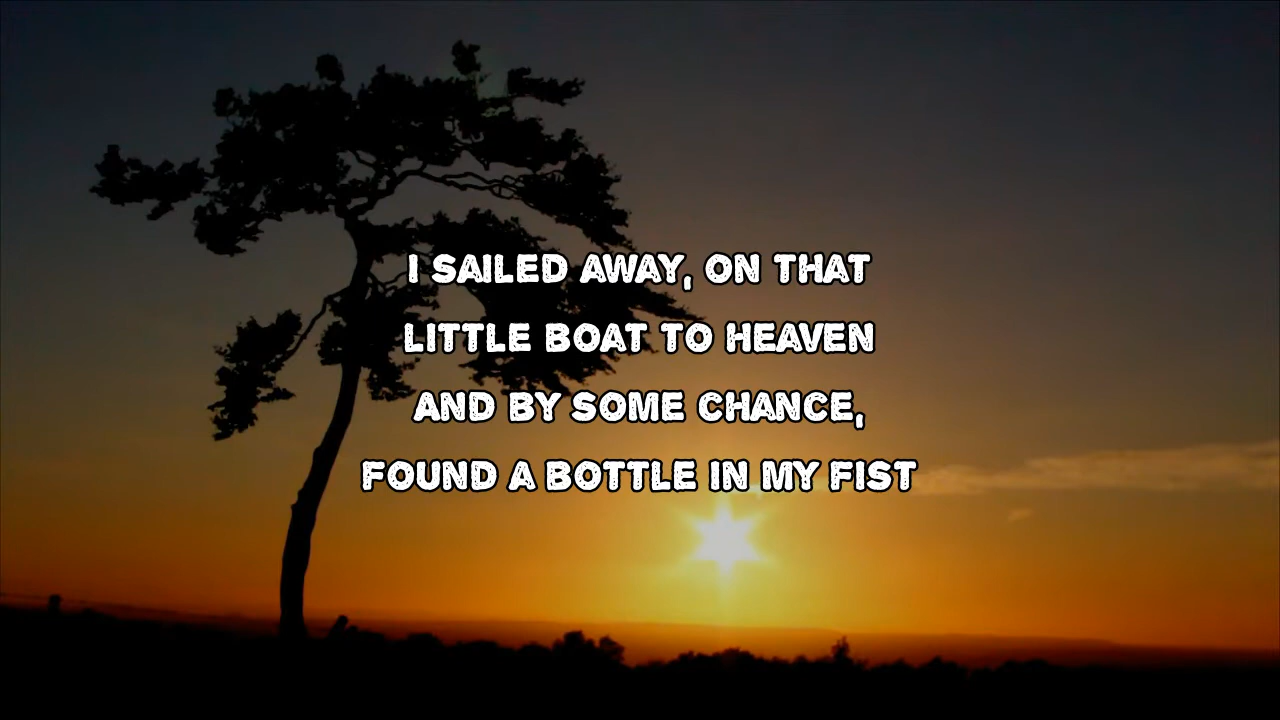 I SAILED AWAY, ON THAT
LITTLE BOAT TO HEAVEN
AND BY SOME CHANCE,
FOUND A BOTTLE IN MY FIST